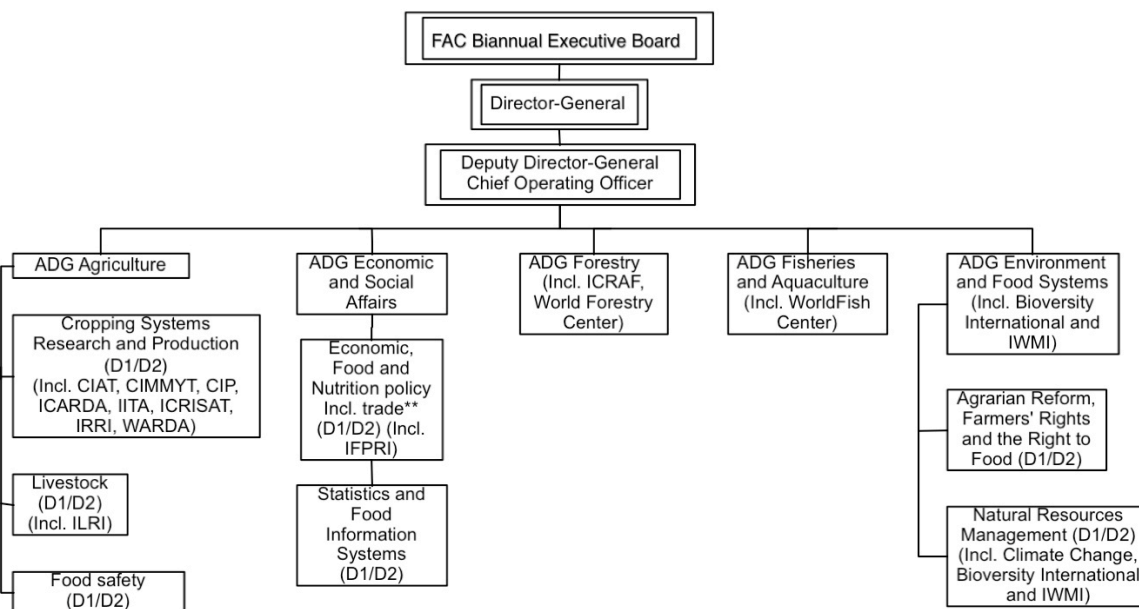 FAC Biannual Executive Board
Director-General
Deputy Director-General
Chief Operating Officer
ADG Agriculture
Cropping Systems
Research and Production
(D1/D2)
(Incl. CIAT, CIMMYT, CIP,
ICARDA, IITA, ICRISAT,
IRRI, WARDA)
Livestock
(D1/D2)
(Incl. ILRI)
Food safety
(D1/D2)
ADG Economic
and Social
Affairs
Economic,
Food and
Nutrition policy
Incl. trade**
(D1/D2) (Incl.
IFPRI)
Statistics and
Food
Information
Systems
(D1/D2)
ADG Forestry
(Incl. ICRAF,
World Forestry
Center)
ADG Fisheries
and Aquaculture
(Incl. WorldFish
Center)
ADG Environment
and Food Systems
(Incl. Bioversity
International and
IWMI)
Agrarian Reform,
Farmers' Rights
and the Right to
Food (D1/D2)
Natural Resources
Management (D1/D2)
(Incl. Climate Change,
Bioversity International
and IWMI)